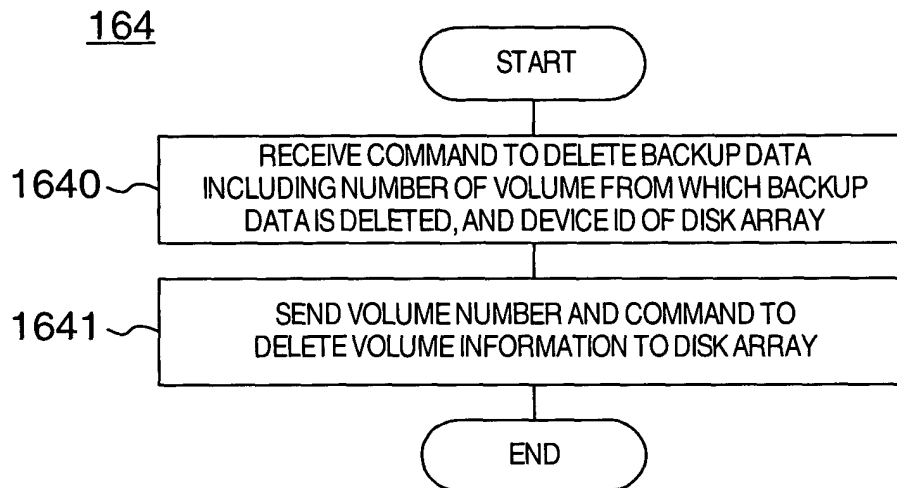 164
START
1640
RECEIVE COMMAND TO DELETE BACKUP DATA
INCLUDING NUMBER OF VOLUME FROM WHICH BACKUP
DATA IS DELETED, AND DEVICE ID OF DISK ARRAY
1641
SEND VOLUME NUMBER AND COMMAND TO
DELETE VOLUME INFORMATION TO DISK ARRAY
END